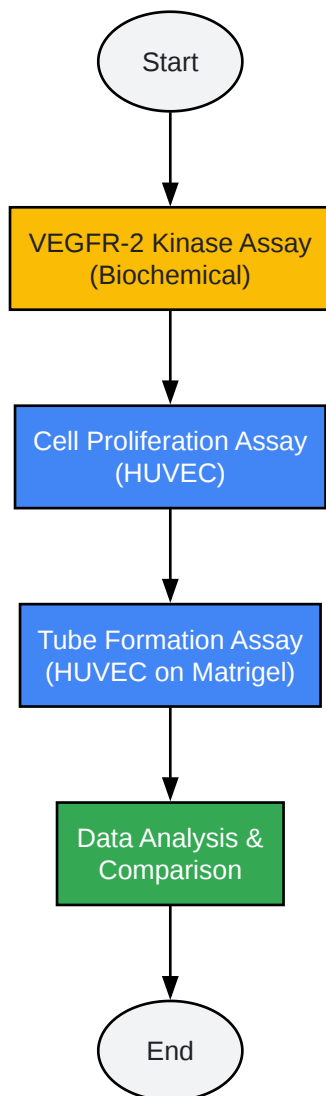 Start
VEGFR-2 Kinase Assay
(Biochemical)
Cell Proliferation Assay
(HUVEC)
Tube Formation Assay
(HUVEC on Matrigel)
Data Analysis &
Comparison
End